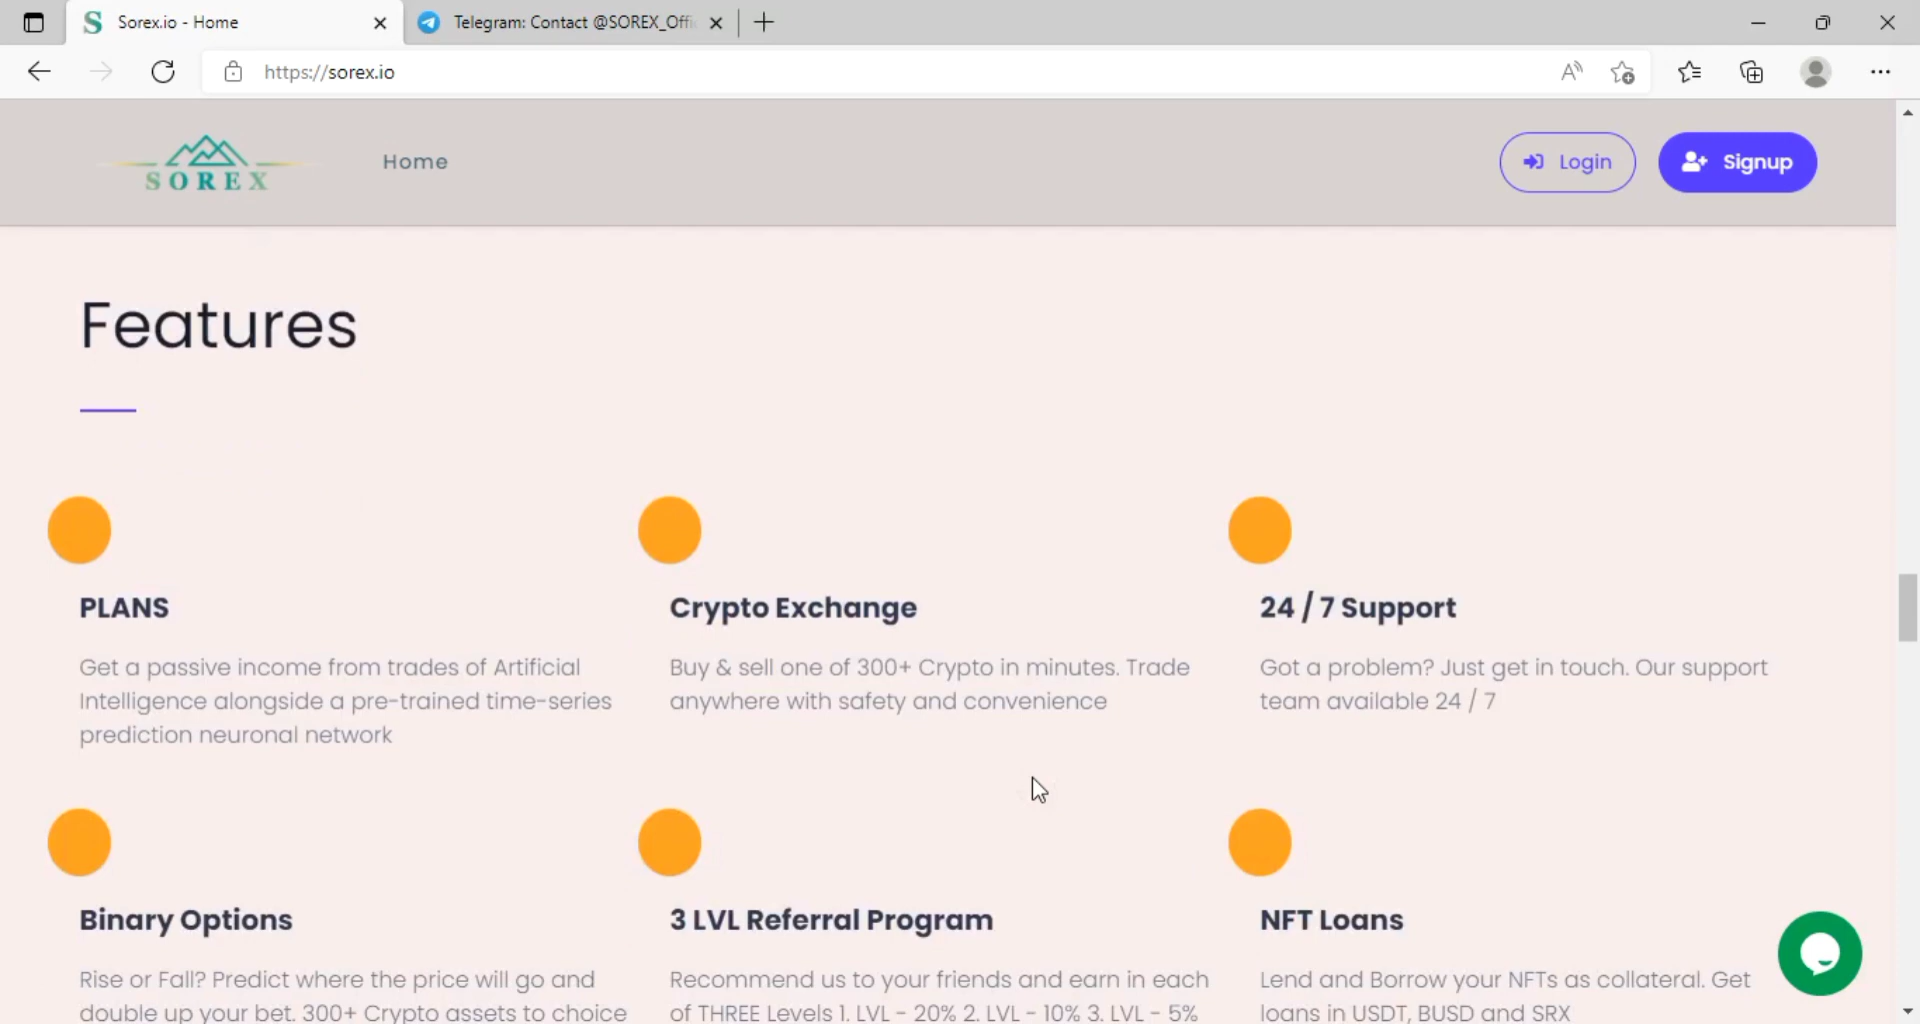 Sorex.io - Home
Telegram: Contact @SOREX_Offi
https://sorex.io
SOREX
Home
Login
Signup
Features
PLANS
Get a passive income from trades of Artificial
Intelligence alongside a pre-trained time-series
prediction neuronal network
Crypto Exchange
Buy & sell one of 300+ Crypto in minutes. Trade
anywhere with safety and convenience
24 / 7 Support
Got a problem? Just get in touch. Our support
team available 24 / 7
Binary Options
Rise or Fall? Predict where the price will go and
double up your bet. 300+ Crypto assets to choice
3 LVL Referral Program
Recommend us to your friends and earn in each
of THREE Levels 1. LVL - 20% 2. LVL - 10% 3. LVL - 5%
NFT Loans
Lend and Borrow your NFTs as collateral. Get
loans in USDT, BUSD and SRX